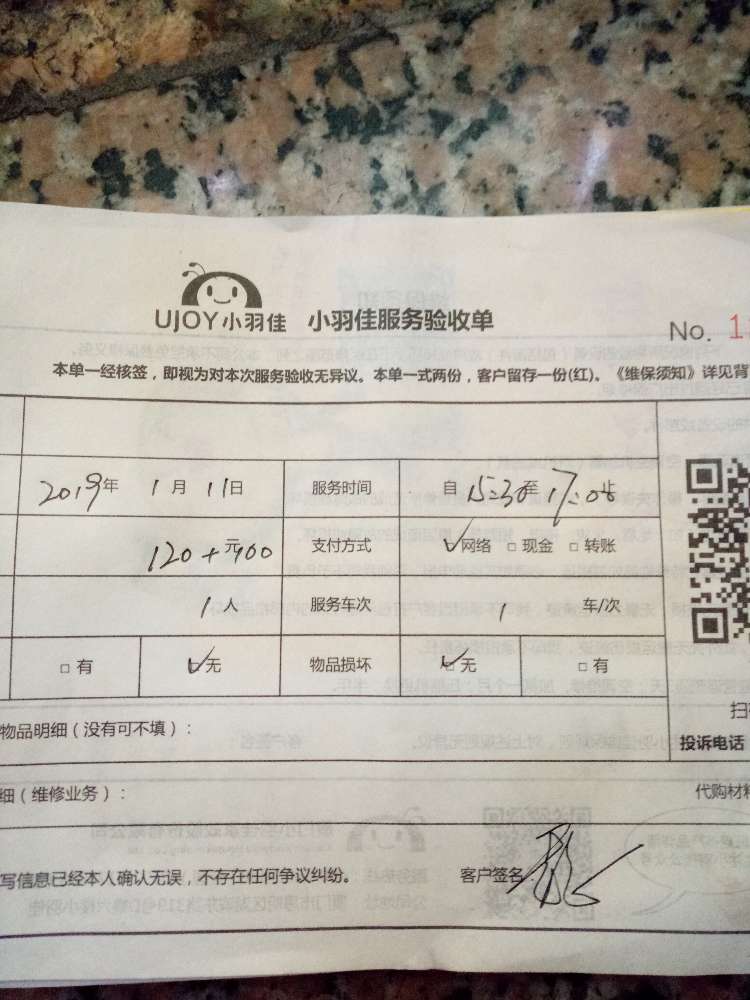 UJOY小羽佳 小羽佳服务验收单
No. 1
本单一经核签，即视为对本次服务验收无异议。本单一式两份，客户留存一份(红)。《维保须知》详见背
2019年 1月 11日 服务时间 自 15:30 至 17:08 止
120+元400 支付方式 ✓网络 □ 现金 □ 转账
1人 服务车次 1 车/次
□ 有 ✓无 物品损坏 ✓无 □ 有
物品明细（没有可不填）：
投诉电话
细（维修业务）：
代购材料
写信息已经本人确认无误，不存在任何争议纠纷。 客户签名